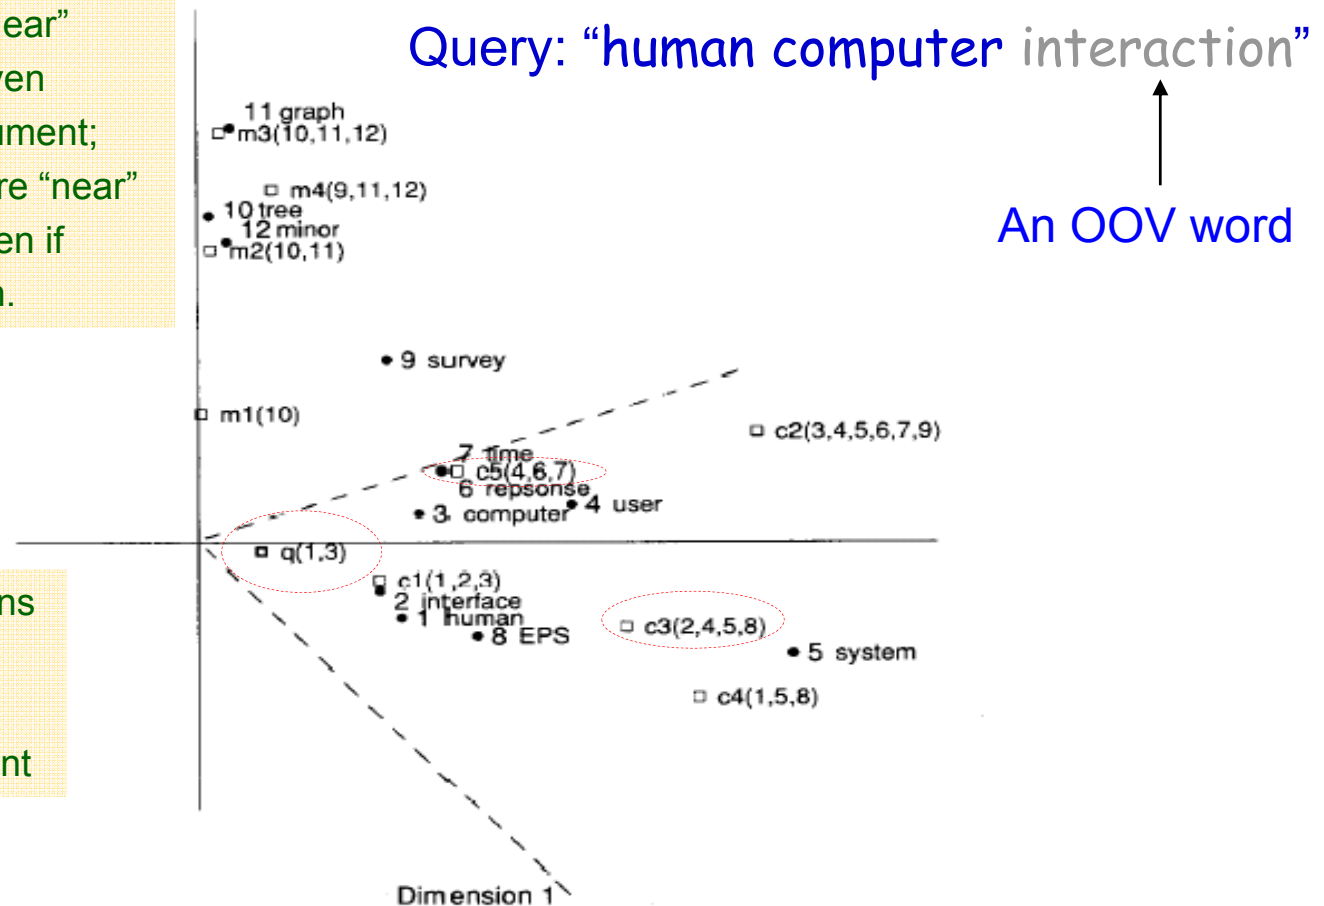 ear”
ven
ument;
re “near”
en if
n.
Query: “human computer interaction”
An OOV word
11 graph
m3(10,11,12)
m4(9,11,12)
10 tree
12 minor
m2(10,11)
9 survey
m1(10)
c2(3,4,5,6,7,9)
7 time
c5(4,6,7)
6 repsonse
4 user
3. computer
q(1,3)
c1(1,2,3)
2 interface
1 human
8 EPS
c3(2,4,5,8)
5 system
c4(1,5,8)
ns
nt
Dimension 1